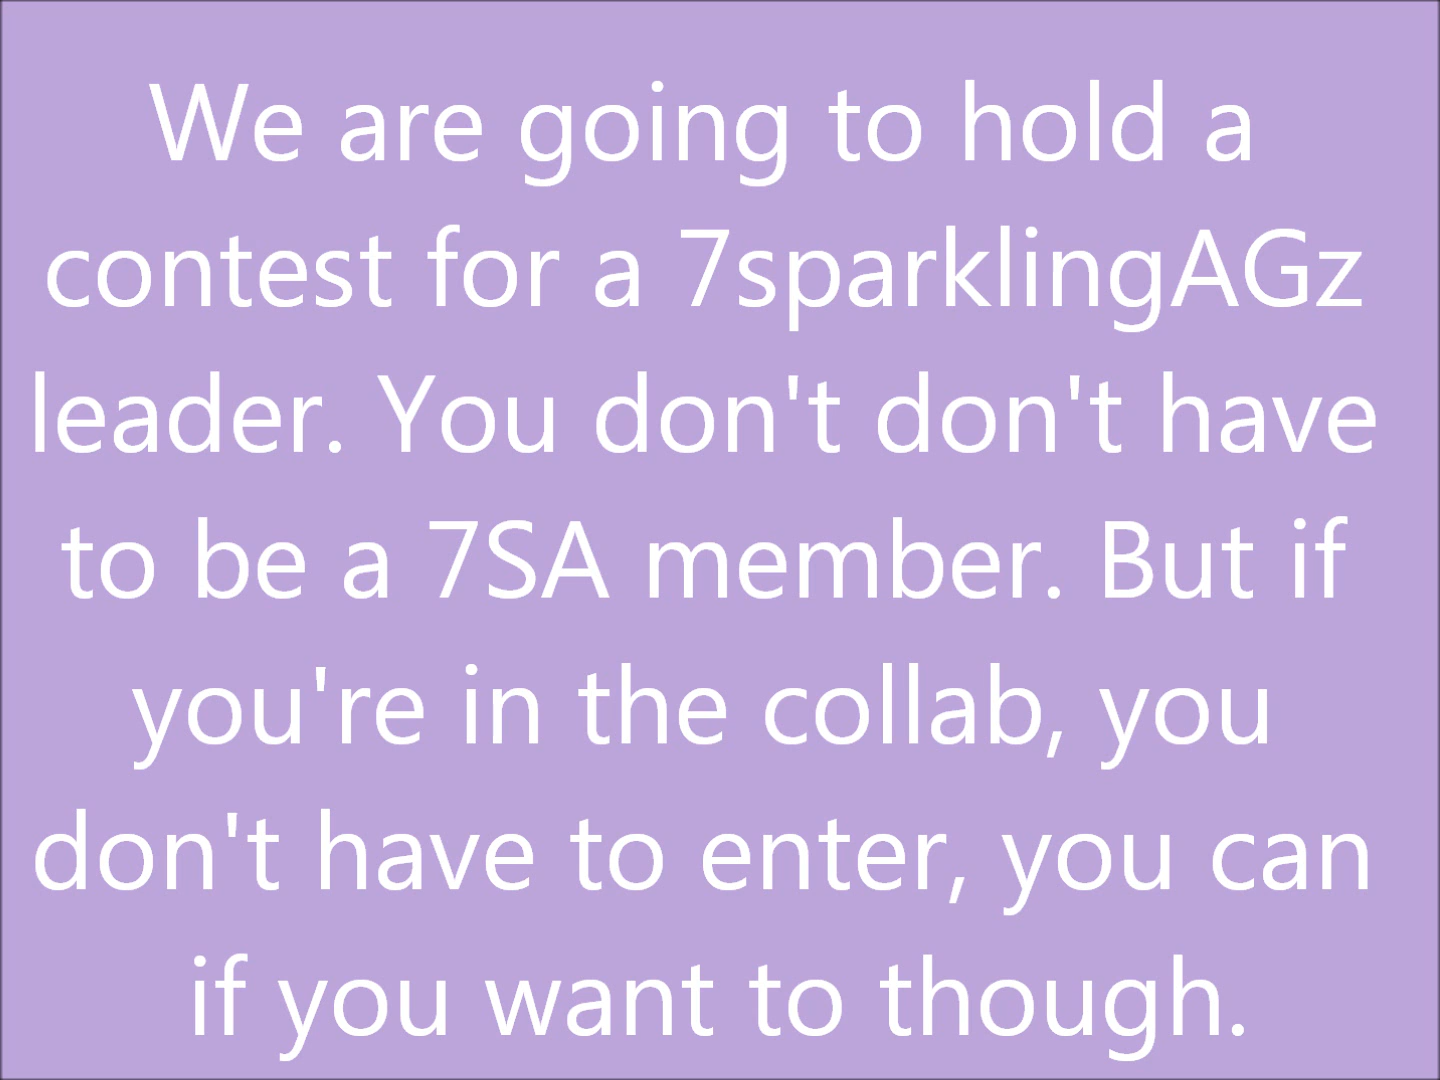 We are going to hold a
contest for a 7sparklingAGz
leader. You don't don't have
to be a 7SA member. But if
you're in the collab, you
don't have to enter, you can
if you want to though.